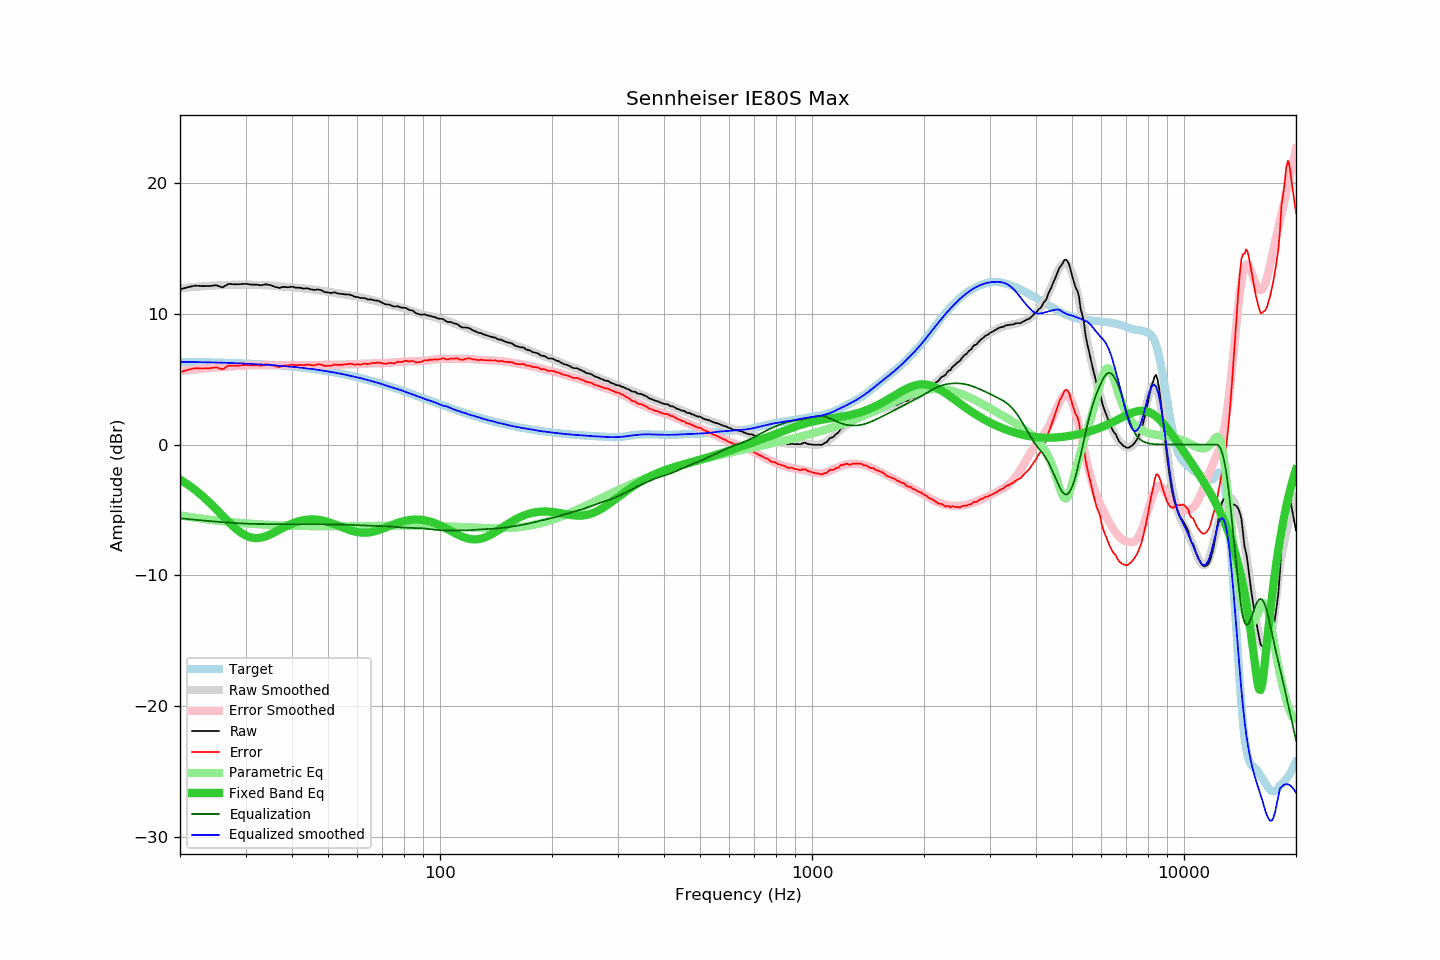 Sennheiser IE80S Max
Amplitude (dBr)
20
10
0
−10
−20
−30
Target
Raw Smoothed
Error Smoothed
Raw
Error
Parametric Eq
Fixed Band Eq
Equalization
Equalized smoothed
100
1000
10000
Frequency (Hz)